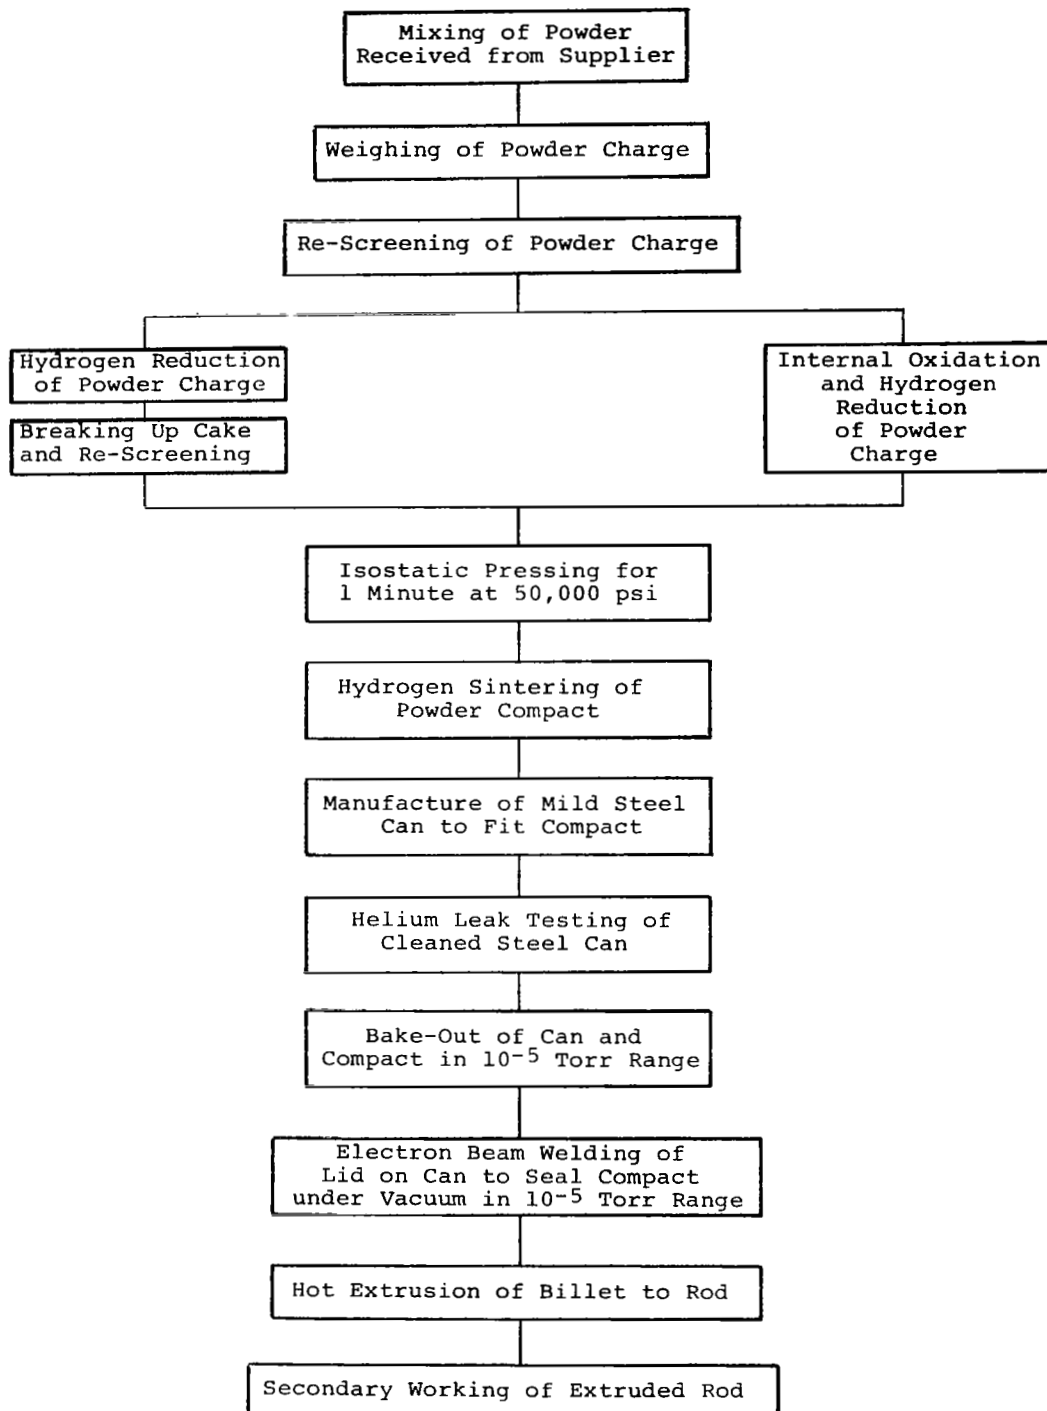 Mixing of Powder
Received from Supplier
Weighing of Powder Charge
Re-Screening of Powder Charge
Hydrogen Reduction
of Powder Charge
Breaking Up Cake
and Re-Screening
Internal Oxidation
and Hydrogen
Reduction
of Powder
Charge
Isostatic Pressing for
1 Minute at 50,000 psi
Hydrogen Sintering of
Powder Compact
Manufacture of Mild Steel
Can to Fit Compact
Helium Leak Testing of
Cleaned Steel Can
Bake-Out of Can and
Compact in 10⁻⁵ Torr Range
Electron Beam Welding of
Lid on Can to Seal Compact
under Vacuum in 10⁻⁵ Torr Range
Hot Extrusion of Billet to Rod
Secondary Working of Extruded Rod